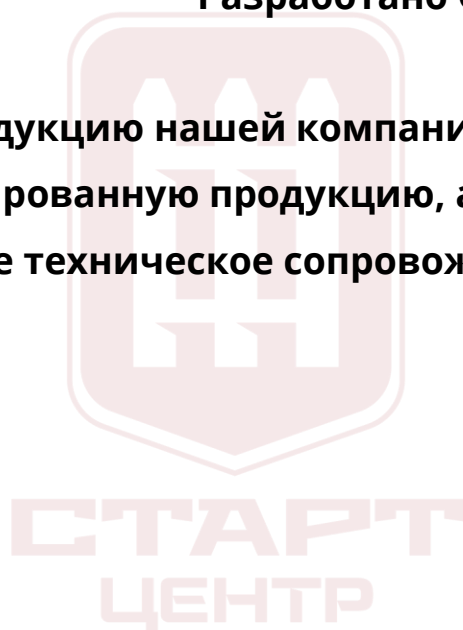 Разработано
дукцию нашей компани
рованную продукцию, а
е техническое сопровож
СТАРТ
ЦЕНТР